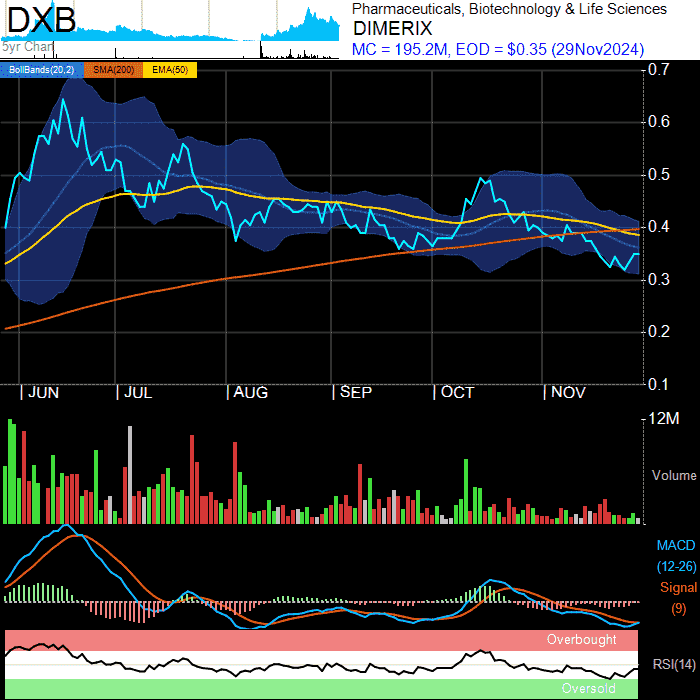 DXB
5yr Chart
Pharmaceuticals, Biotechnology & Life Sciences
DIMERIX
MC = 195.2M, EOD = $0.35 (29Nov2024)
BollBands(20,2) SMA(200) EMA(50)
0.7
0.6
0.5
0.4
0.3
0.2
0.1
| JUN | JUL | AUG | SEP | OCT | NOV
12M
Volume
MACD
(12-26)
Signal
(9)
Overbought
RSI(14)
Oversold